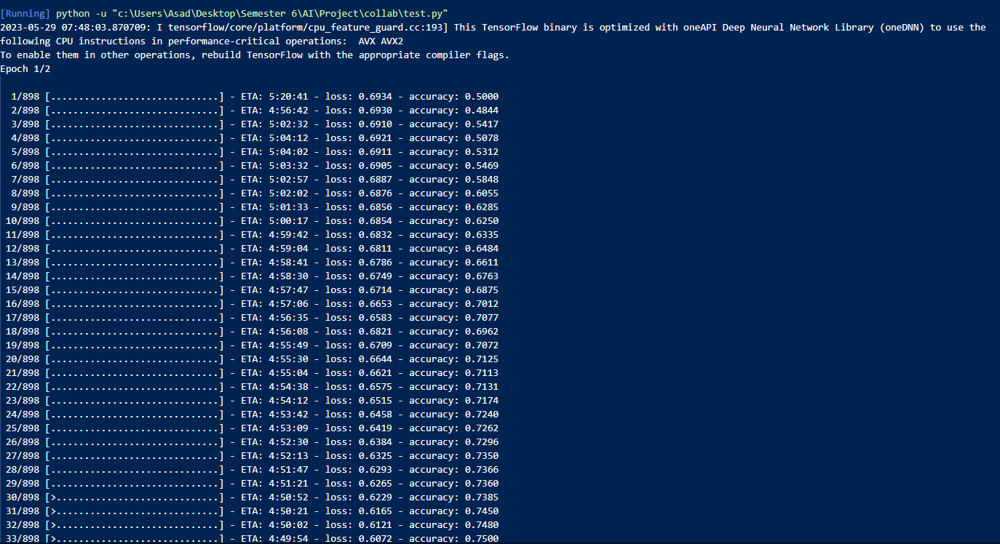 [Running] python -u "c:\Users\Asad\Desktop\Semester 6\AI\Project\collab\test.py"
2023-05-29 07:48:03.870709: I tensorflow/core/platform/cpu_feature_guard.cc:193] This TensorFlow binary is optimized with oneAPI Deep Neural Network Library (oneDNN) to use the
following CPU instructions in performance-critical operations:  AVX AVX2
To enable them in other operations, rebuild TensorFlow with the appropriate compiler flags.
Epoch 1/2
1/898 [..............................] - ETA: 5:20:41 - loss: 0.6934 - accuracy: 0.5000
2/898 [..............................] - ETA: 4:56:42 - loss: 0.6930 - accuracy: 0.4844
3/898 [..............................] - ETA: 5:02:32 - loss: 0.6910 - accuracy: 0.5417
4/898 [..............................] - ETA: 5:04:12 - loss: 0.6921 - accuracy: 0.5078
5/898 [..............................] - ETA: 5:04:02 - loss: 0.6911 - accuracy: 0.5312
6/898 [..............................] - ETA: 5:03:32 - loss: 0.6905 - accuracy: 0.5469
7/898 [..............................] - ETA: 5:02:57 - loss: 0.6887 - accuracy: 0.5848
8/898 [..............................] - ETA: 5:02:02 - loss: 0.6876 - accuracy: 0.6055
9/898 [..............................] - ETA: 5:01:33 - loss: 0.6856 - accuracy: 0.6285
10/898 [..............................] - ETA: 5:00:17 - loss: 0.6854 - accuracy: 0.6250
11/898 [..............................] - ETA: 4:59:42 - loss: 0.6832 - accuracy: 0.6335
12/898 [..............................] - ETA: 4:59:04 - loss: 0.6811 - accuracy: 0.6484
13/898 [..............................] - ETA: 4:58:41 - loss: 0.6786 - accuracy: 0.6611
14/898 [..............................] - ETA: 4:58:30 - loss: 0.6749 - accuracy: 0.6763
15/898 [..............................] - ETA: 4:57:47 - loss: 0.6714 - accuracy: 0.6875
16/898 [..............................] - ETA: 4:57:06 - loss: 0.6653 - accuracy: 0.7012
17/898 [..............................] - ETA: 4:56:35 - loss: 0.6583 - accuracy: 0.7077
18/898 [..............................] - ETA: 4:56:08 - loss: 0.6821 - accuracy: 0.6962
19/898 [..............................] - ETA: 4:55:49 - loss: 0.6709 - accuracy: 0.7072
20/898 [..............................] - ETA: 4:55:30 - loss: 0.6644 - accuracy: 0.7125
21/898 [..............................] - ETA: 4:55:04 - loss: 0.6621 - accuracy: 0.7113
22/898 [..............................] - ETA: 4:54:38 - loss: 0.6575 - accuracy: 0.7131
23/898 [..............................] - ETA: 4:54:12 - loss: 0.6515 - accuracy: 0.7174
24/898 [..............................] - ETA: 4:53:42 - loss: 0.6458 - accuracy: 0.7240
25/898 [..............................] - ETA: 4:53:09 - loss: 0.6419 - accuracy: 0.7262
26/898 [..............................] - ETA: 4:52:30 - loss: 0.6384 - accuracy: 0.7296
27/898 [..............................] - ETA: 4:52:13 - loss: 0.6325 - accuracy: 0.7350
28/898 [..............................] - ETA: 4:51:47 - loss: 0.6293 - accuracy: 0.7366
29/898 [..............................] - ETA: 4:51:21 - loss: 0.6265 - accuracy: 0.7360
30/898 [>.............................] - ETA: 4:50:52 - loss: 0.6229 - accuracy: 0.7385
31/898 [>.............................] - ETA: 4:50:21 - loss: 0.6165 - accuracy: 0.7450
32/898 [>.............................] - ETA: 4:50:02 - loss: 0.6121 - accuracy: 0.7480
33/898 [>.............................] - ETA: 4:49:54 - loss: 0.6072 - accuracy: 0.7500